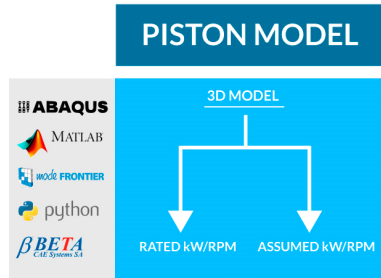 PISTON MODEL
ABAQUS
MATLAB
mode FRONTIER
python
β BETA
CAE Systems SA
3D MODEL
RATED kW/RPM
ASSUMED kW/RPM